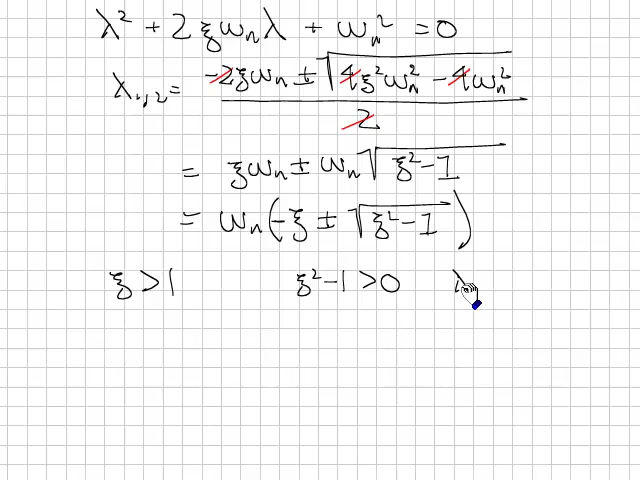 λ² + 2ξωₙλ + ωₙ² = 0
λ₁,₂ = (-2ξωₙ ± √(4ξ²ωₙ² - 4ωₙ²)) / 2
= ξωₙ ± ωₙ√(ξ² - 1)
= ωₙ(-ξ ± √(ξ² - 1))
ξ > 1 ξ² - 1 > 0 λ